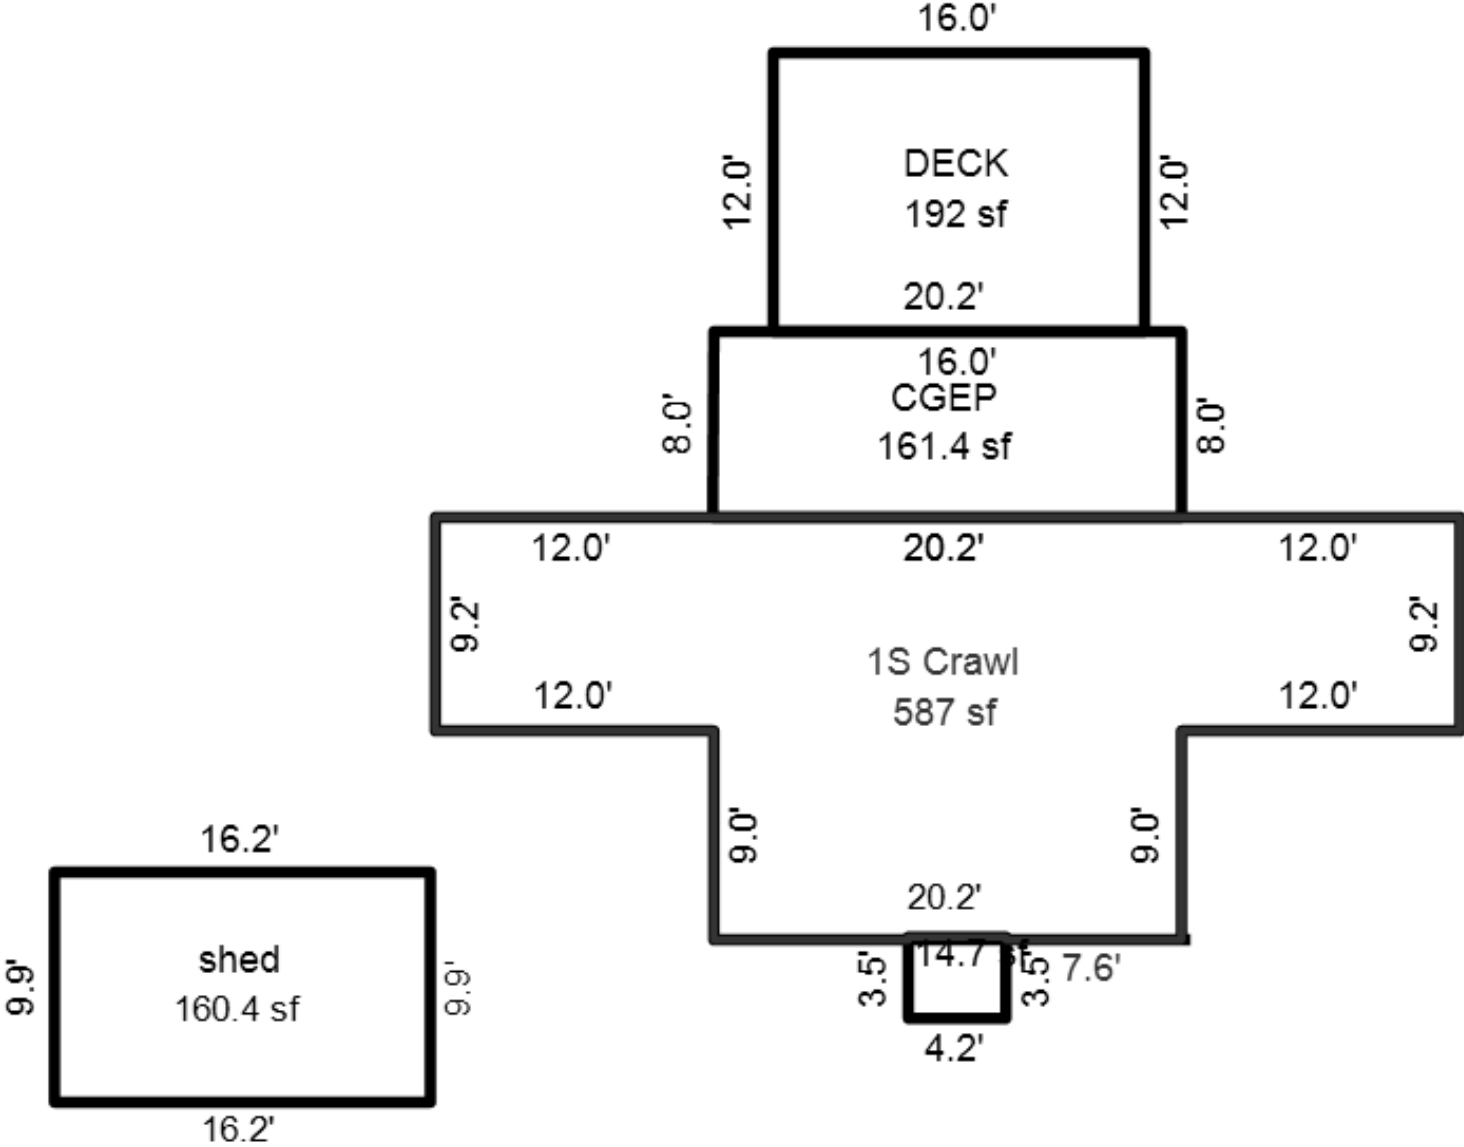 16.0'
12.0'
DECK
192 sf
12.0'
20.2'
16.0'
8.0'
CGEP
161.4 sf
8.0'
12.0'
20.2'
12.0'
9.2'
9.2'
1S Crawl
587 sf
12.0'
12.0'
9.0'
9.0'
16.2'
20.2'
shed
160.4 sf
9.9'
9.9'
14.7 sf
3.5'
3.5'
7.6'
4.2'
16.2'